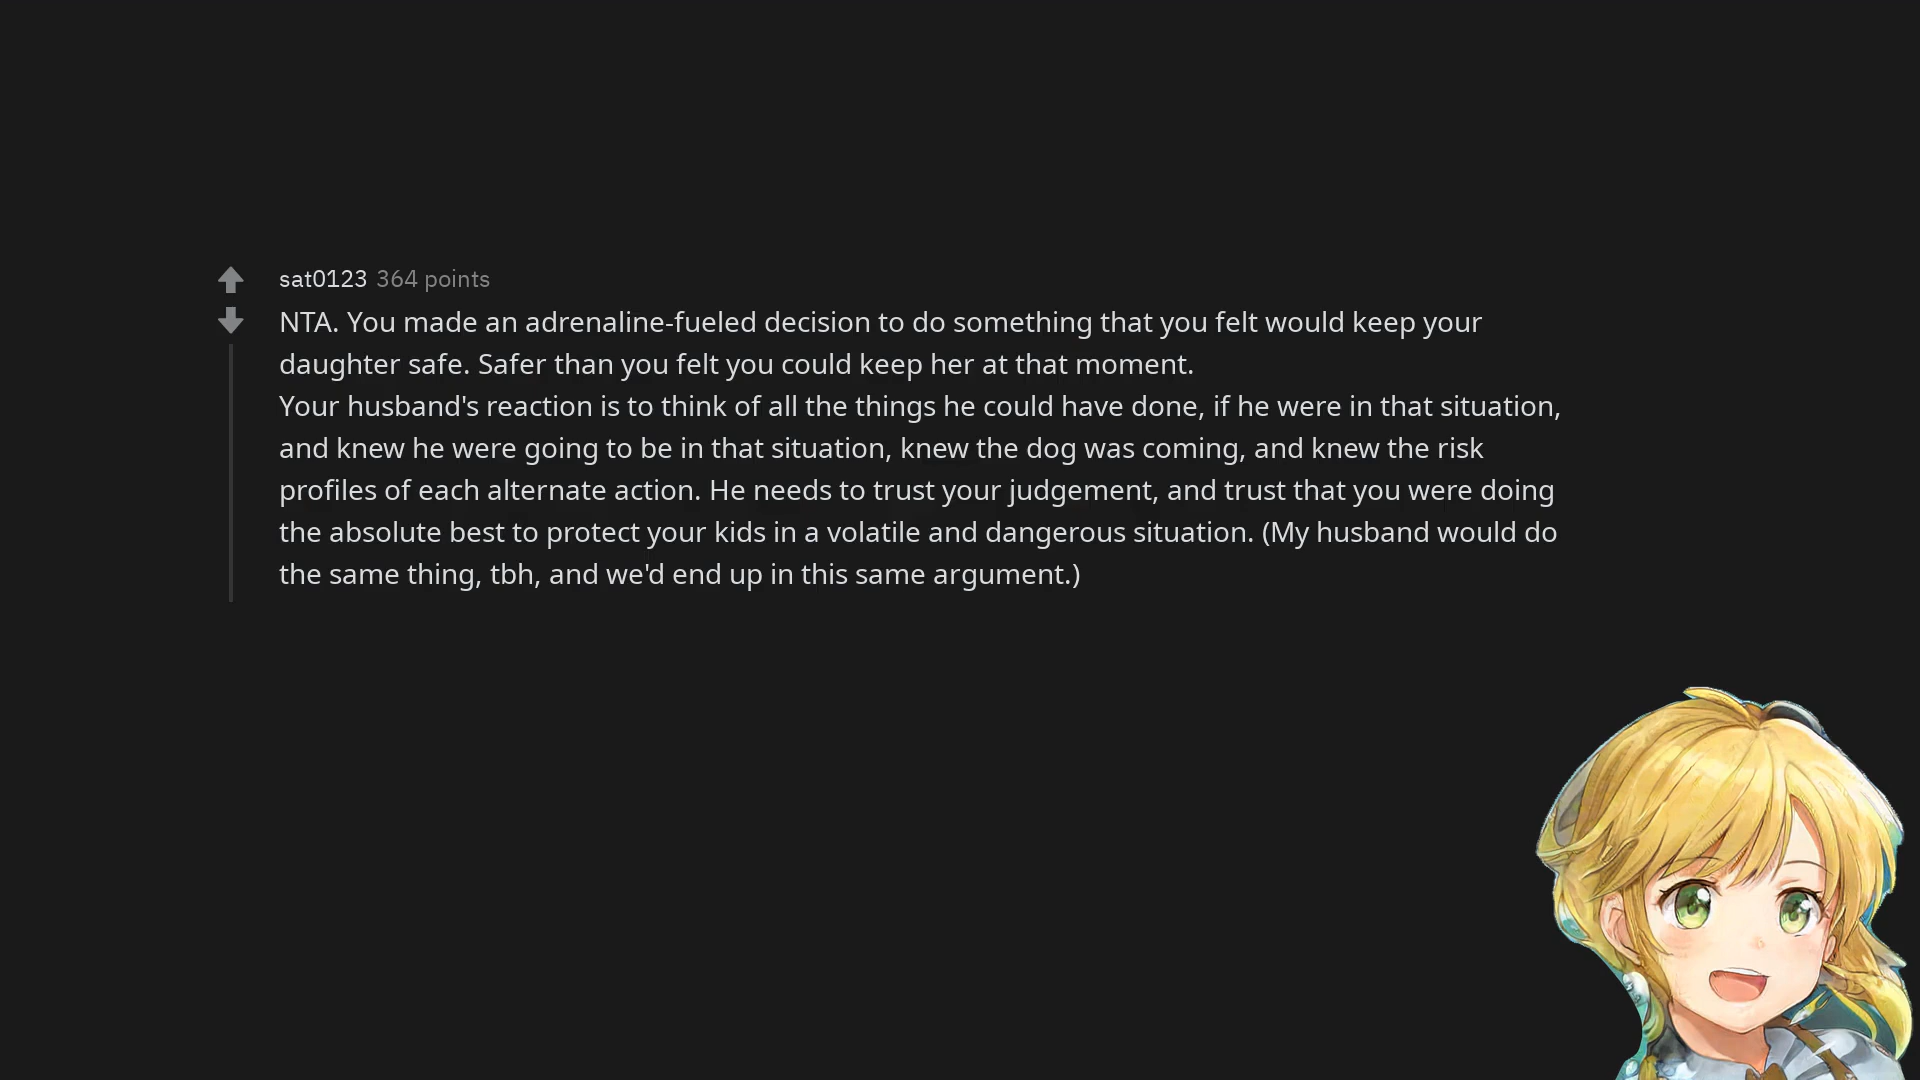 sat0123 364 points
NTA. You made an adrenaline-fueled decision to do something that you felt would keep your
daughter safe. Safer than you felt you could keep her at that moment.
Your husband's reaction is to think of all the things he could have done, if he were in that situation,
and knew he were going to be in that situation, knew the dog was coming, and knew the risk
profiles of each alternate action. He needs to trust your judgement, and trust that you were doing
the absolute best to protect your kids in a volatile and dangerous situation. (My husband would do
the same thing, tbh, and we'd end up in this same argument.)